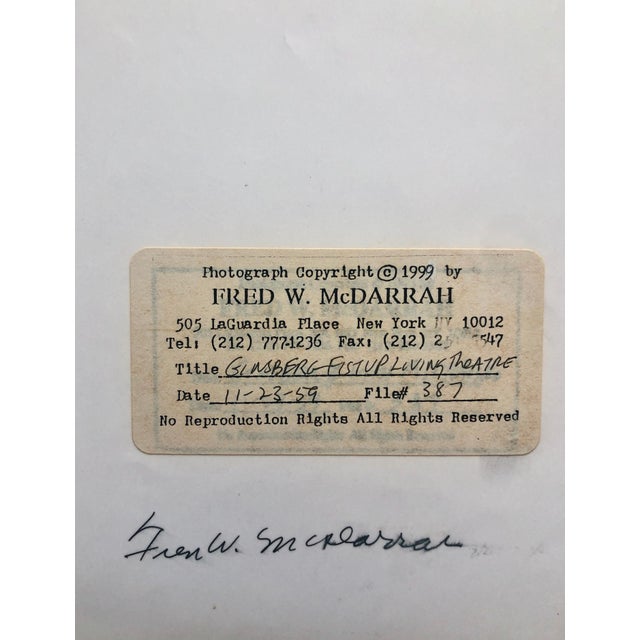 Photograph Copyright © 1999 by
FRED W. McDARRAH
505 LaGuardia Place New York NY 10012
Tel: (212) 777-1236 Fax: (212)
Title GINSBERG FIST UP LIVING THEATRE
Date 11-23-59 File# 387
No Reproduction Rights All Rights Reserved
Fred W. McDarrah